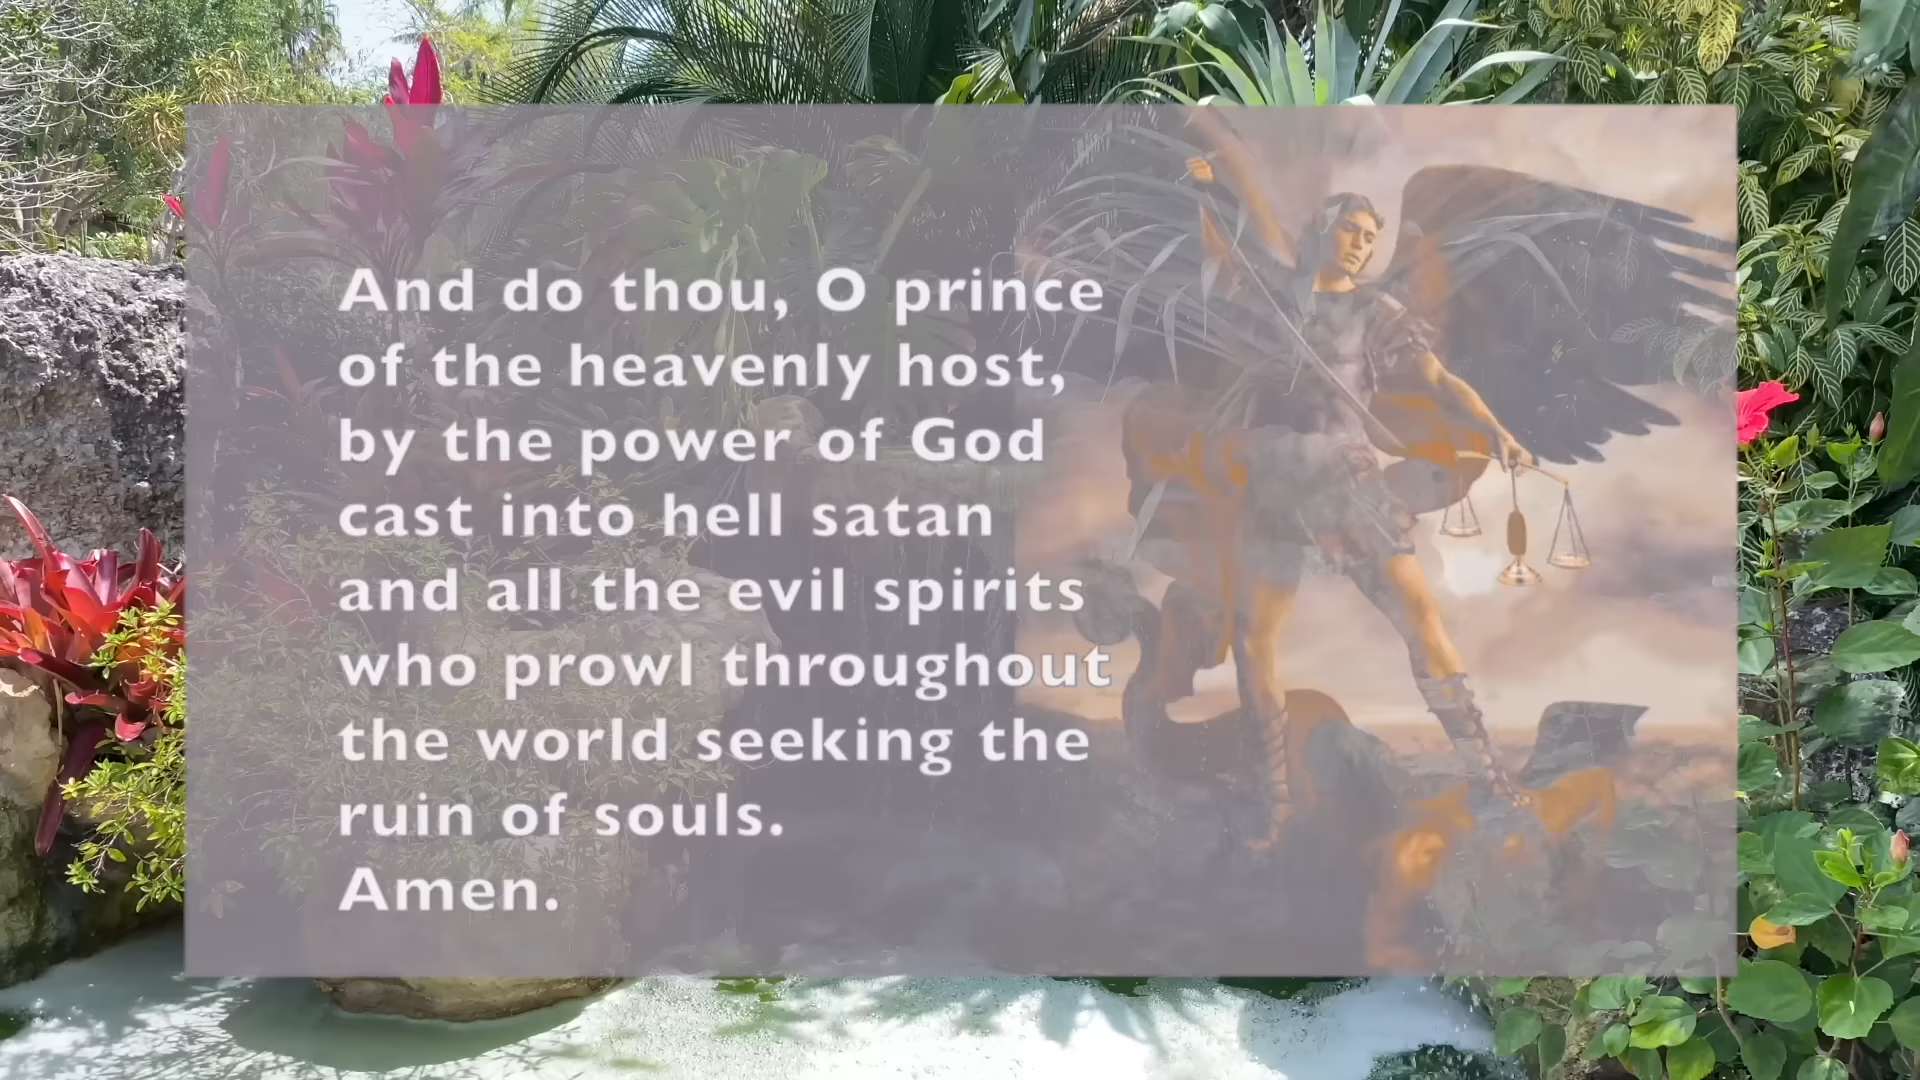 And do thou, O prince
of the heavenly host,
by the power of God
cast into hell satan
and all the evil spirits
who prowl throughout
the world seeking the
ruin of souls.
Amen.